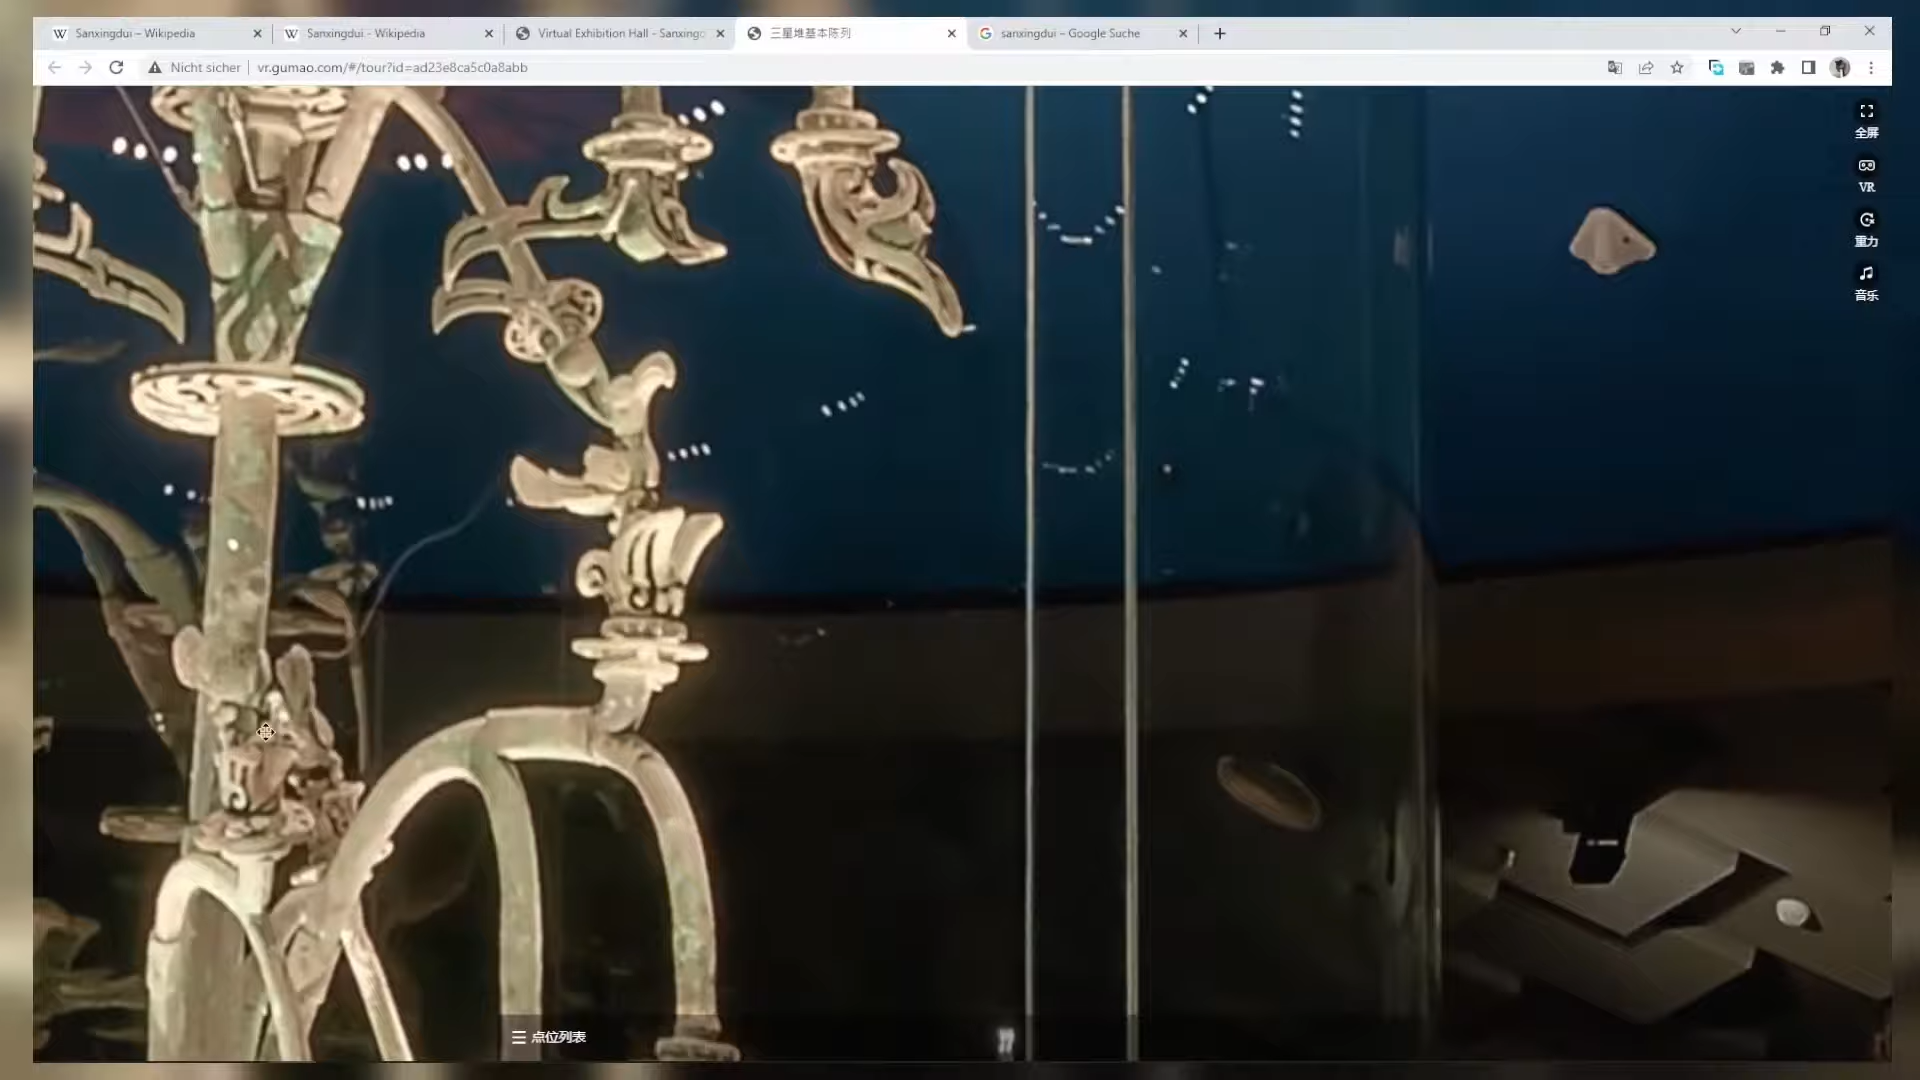 Sanxingdui – Wikipedia
Sanxingdui - Wikipedia
Virtual Exhibition Hall - Sanxing
三星堆基本陈列
sanxingdui – Google Suche
Nicht sicher
vr.gumao.com/#/tour?id=ad23e8ca5c0a8abb
全屏
VR
重力
音乐
点位列表